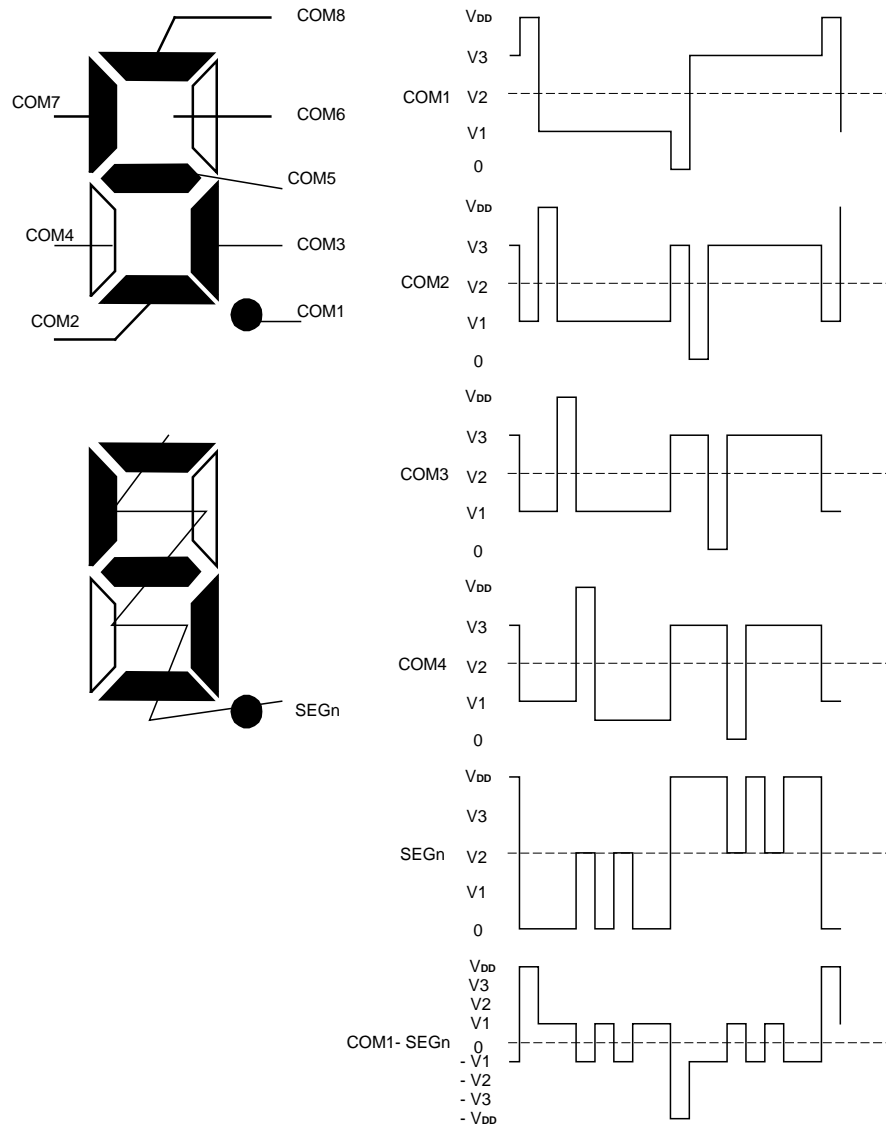 COM8
COM7
COM6
COM5
COM4
COM3
COM1
COM2
SEGn
VDD
V3
COM1 V2
V1
0
VDD
V3
COM2 V2
V1
0
VDD
V3
COM3 V2
V1
0
VDD
V3
COM4 V2
V1
0
VDD
V3
SEGn V2
V1
0
VDD
V3
V2
V1
COM1- SEGn 0
- V1
- V2
- V3
- VDD